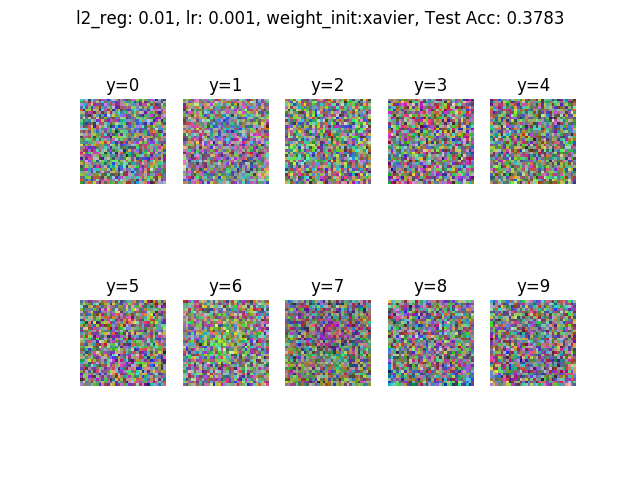 l2_reg: 0.01, lr: 0.001, weight_init:xavier, Test Acc: 0.3783
y=0 y=1 y=2 y=3 y=4
y=5 y=6 y=7 y=8 y=9